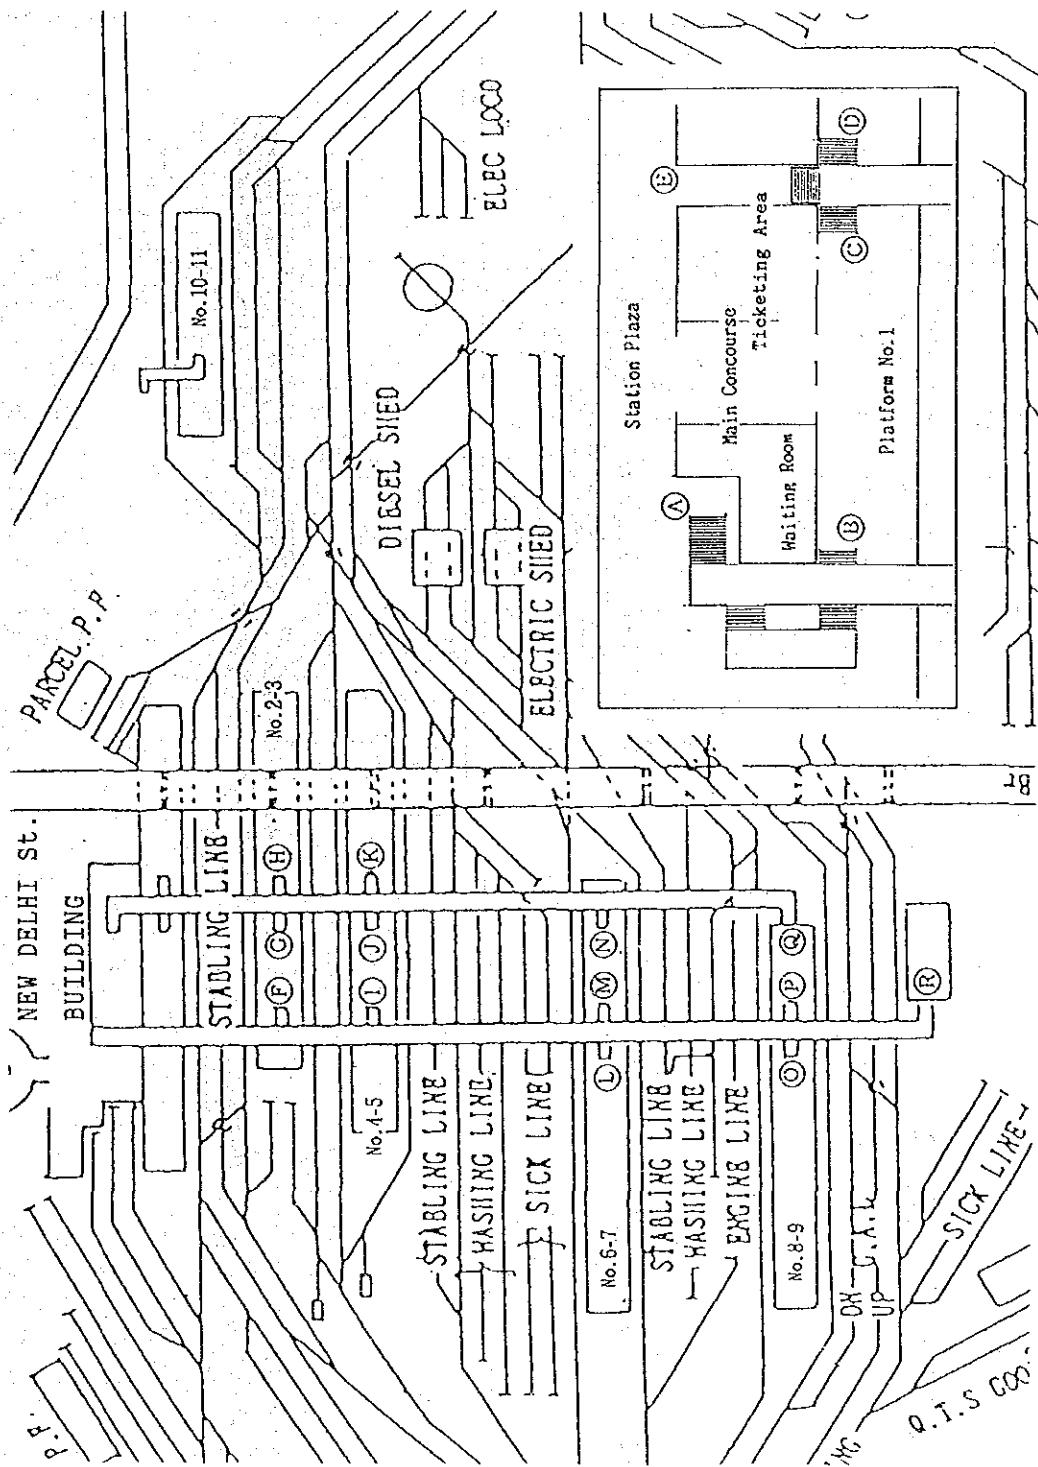 NEW DELHI St.
BUILDING
PARCEL.P.P.
P.P.
No.10-11
ELEC LOCO
DIESEL SHED
ELECTRIC SHED
STABLING LINE
No.2-3
F
G
H
No.4-5
I
J
K
STABLING LINE
WASHING LINE
SICK LINE
No.6-7
L
M
N
STABLING LINE
WASHING LINE
ENGINE LINE
No.8-9
O
P
Q
DN
UP
R
SICK LINE
Q.T.S
Br
Station Plaza
A
E
Main Concourse
Ticketing Area
Waiting Room
B
C
D
Platform No.1